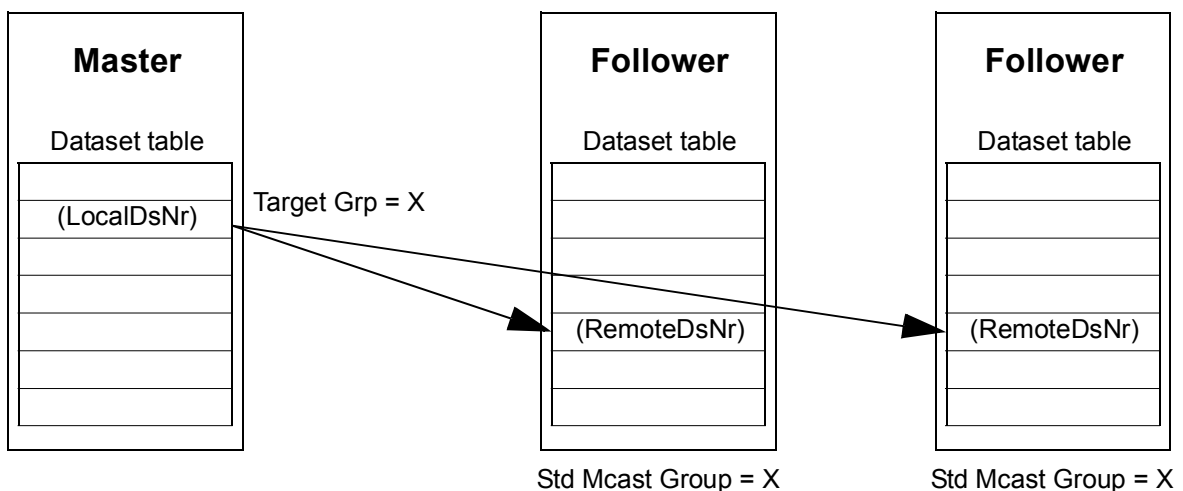 Master
Follower
Follower
Dataset table
Dataset table
Dataset table
(LocalDsNr)
Target Grp = X
(RemoteDsNr)
(RemoteDsNr)
Std Mcast Group = X
Std Mcast Group = X